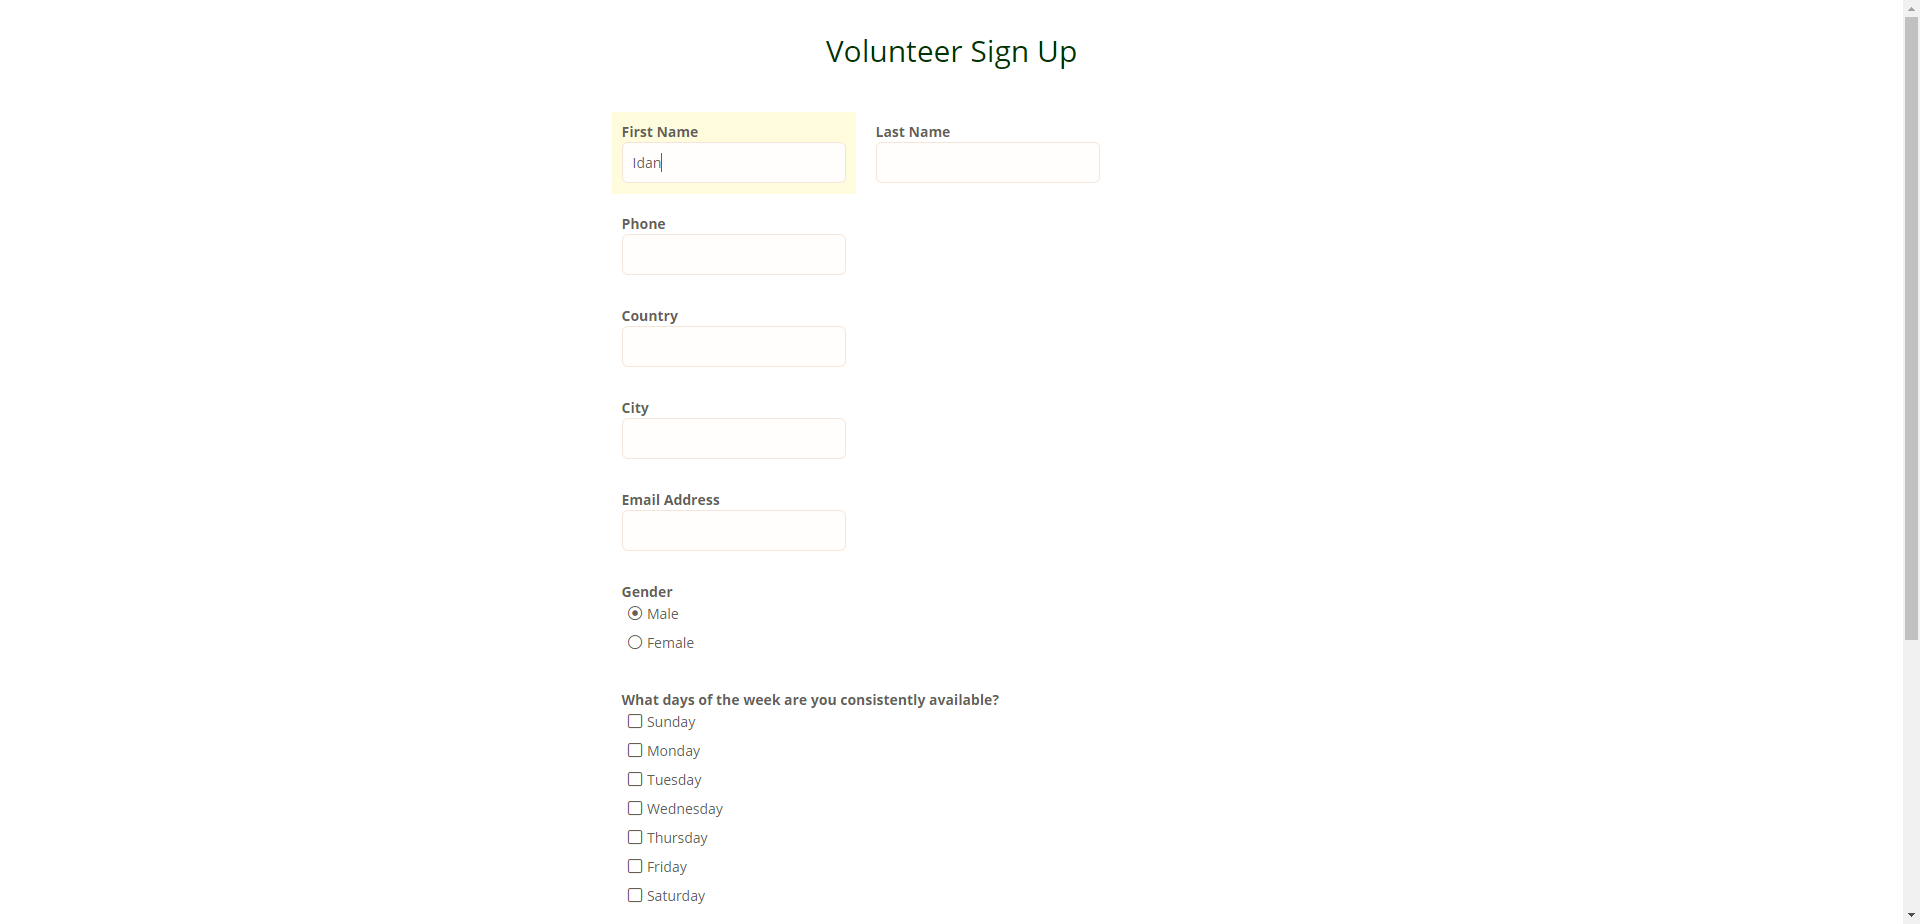 Volunteer Sign Up
First Name
Last Name
Idan
Phone
Country
City
Email Address
Gender
Male
Female
What days of the week are you consistently available?
Sunday
Monday
Tuesday
Wednesday
Thursday
Friday
Saturday